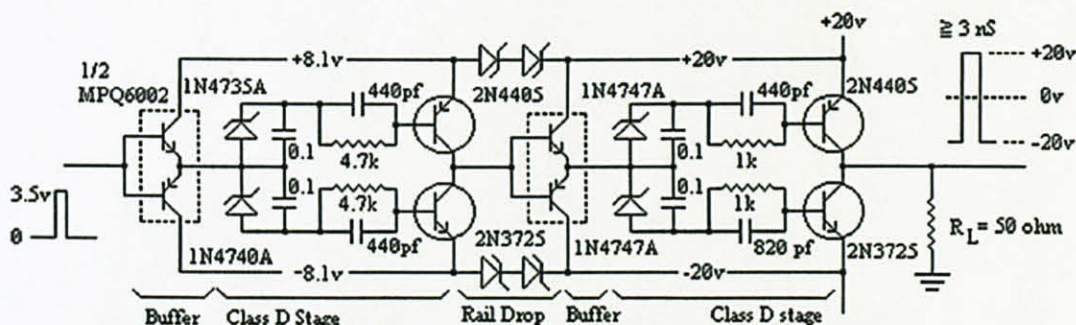 +20v
≧ 3 nS
+20v
0v
-20v
1/2
MPQ6002
1N4735A
+8.1v
440pf
2N4405
1N4747A
+20v
440pf
2N4405
0.1
4.7k
0.1
1k
3.5v
0
0.1
4.7k
0.1
1k
R L = 50 ohm
1N4740A
440pf
2N3725
1N4747A
820 pf
2N3725
-8.1v
-20v
Buffer
Class D Stage
Rail Drop
Buffer
Class D stage